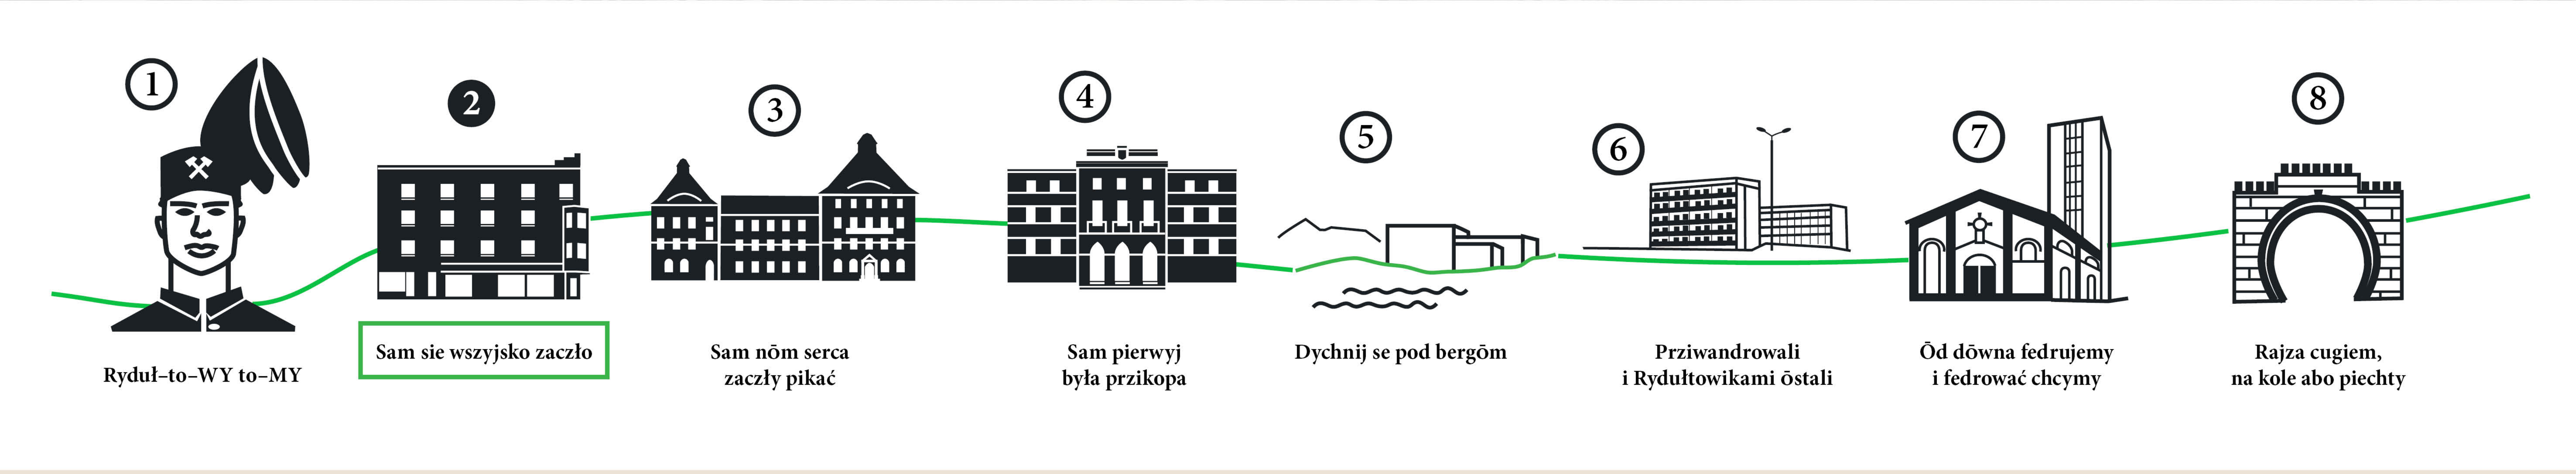 1
Ryduł–to–WY to–MY
2
Sam sie wszyjsko zaczło
3
Sam nōm serca
zaczły pikać
4
Sam pierwyj
była przikopa
5
Dychnij se pod bergōm
6
Prziwandrowali
i Rydułtowikami ōstali
7
Ōd dōwna fedrujemy
i fedrować chcymy
8
Rajza cugiem,
na kole abo piechty